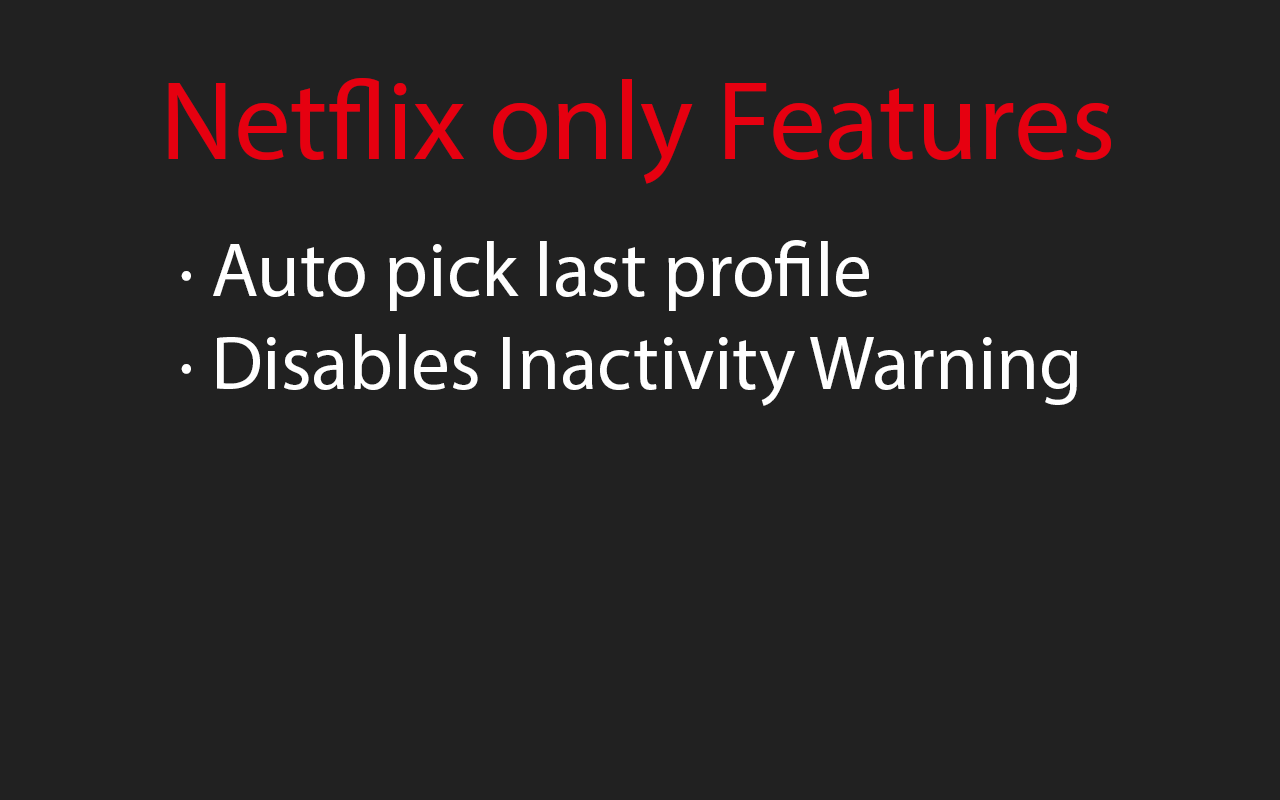 Netflix only Features
· Auto pick last profile
· Disables Inactivity Warning